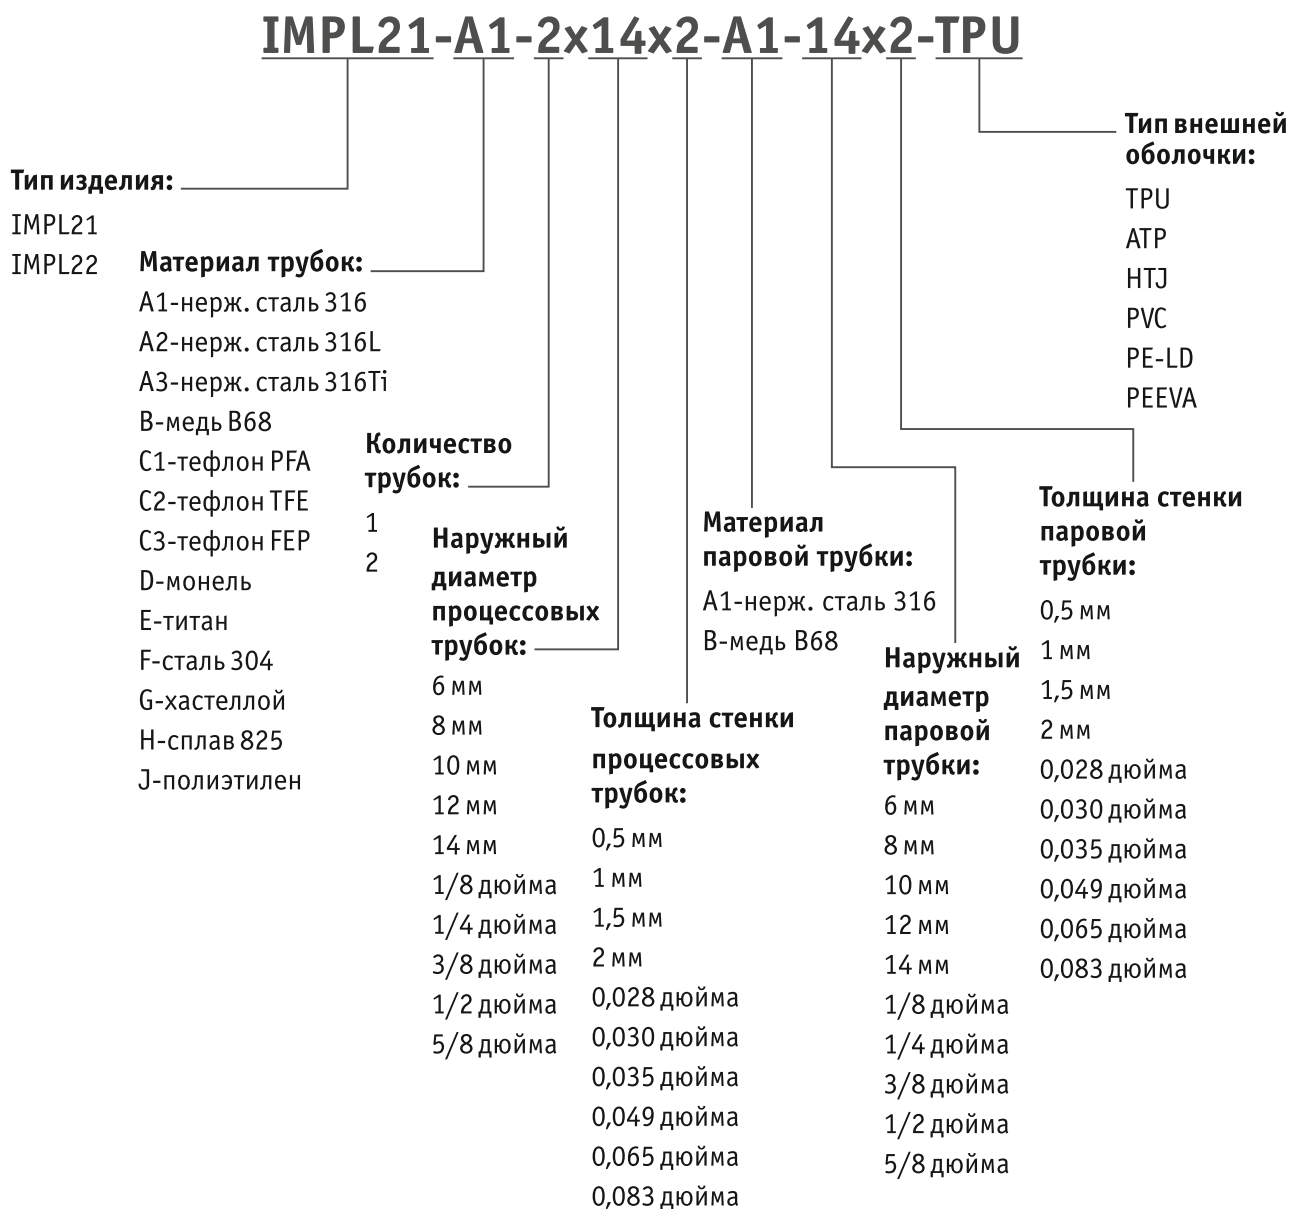 IMPL21-A1-2x14x2-A1-14x2-TPU
Тип изделия:
IMPL21
IMPL22
Материал трубок:
A1-нерж. сталь 316
A2-нерж. сталь 316L
A3-нерж. сталь 316Ti
B-медь B68
C1-тефлон PFA
C2-тефлон TFE
C3-тефлон FEP
D-монель
E-титан
F-сталь 304
G-хастеллой
H-сплав 825
J-полиэтилен
Количество
трубок:
1
2
Наружный
диаметр
процессовых
трубок:
6 мм
8 мм
10 мм
12 мм
14 мм
1/8 дюйма
1/4 дюйма
3/8 дюйма
1/2 дюйма
5/8 дюйма
Толщина стенки
процессовых
трубок:
0,5 мм
1 мм
1,5 мм
2 мм
0,028 дюйма
0,030 дюйма
0,035 дюйма
0,049 дюйма
0,065 дюйма
0,083 дюйма
Материал
паровой трубки:
A1-нерж. сталь 316
B-медь B68
Наружный
диаметр
паровой
трубки:
6 мм
8 мм
10 мм
12 мм
14 мм
1/8 дюйма
1/4 дюйма
3/8 дюйма
1/2 дюйма
5/8 дюйма
Толщина стенки
паровой
трубки:
0,5 мм
1 мм
1,5 мм
2 мм
0,028 дюйма
0,030 дюйма
0,035 дюйма
0,049 дюйма
0,065 дюйма
0,083 дюйма
Тип внешней
оболочки:
TPU
ATP
HTJ
PVC
PE-LD
PEEVA